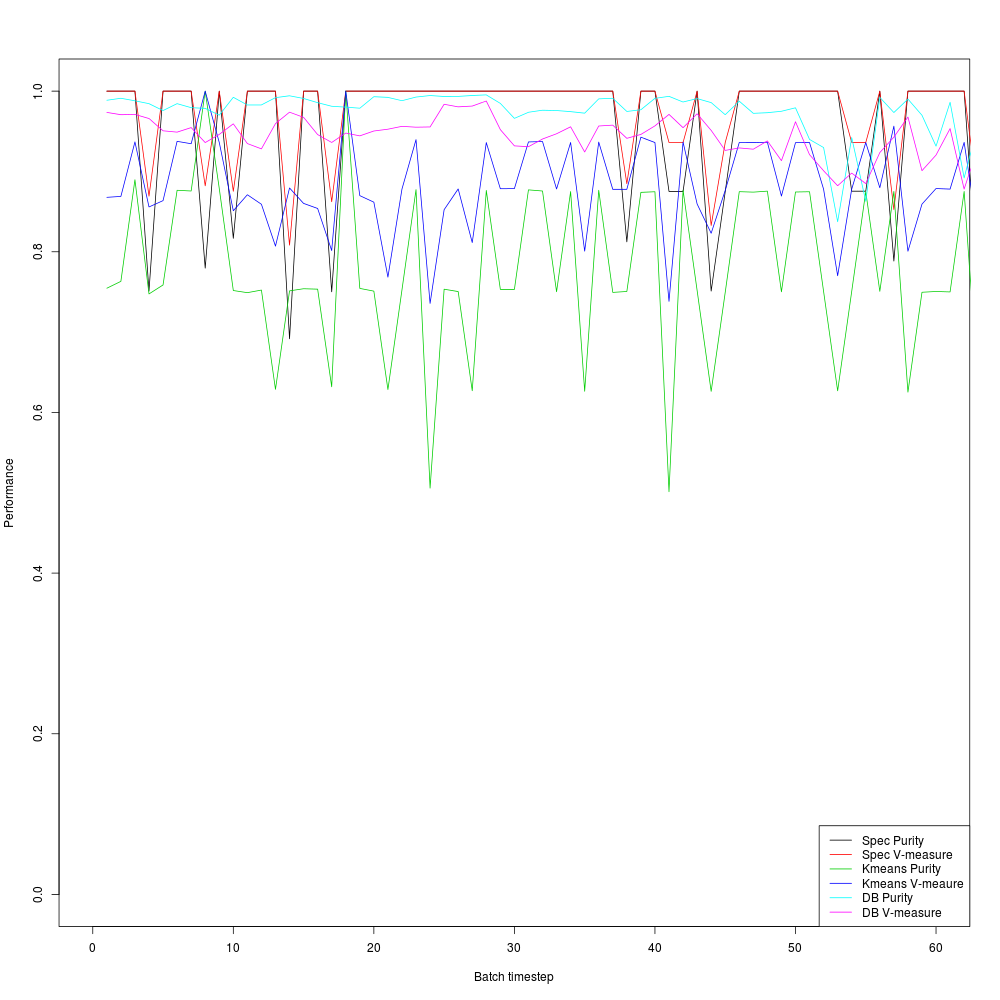 Performance
1.0
0.8
0.6
0.4
0.2
0.0
0 10 20 30 40 50 60
Batch timestep
Spec Purity
Spec V-measure
Kmeans Purity
Kmeans V-meaure
DB Purity
DB V-measure